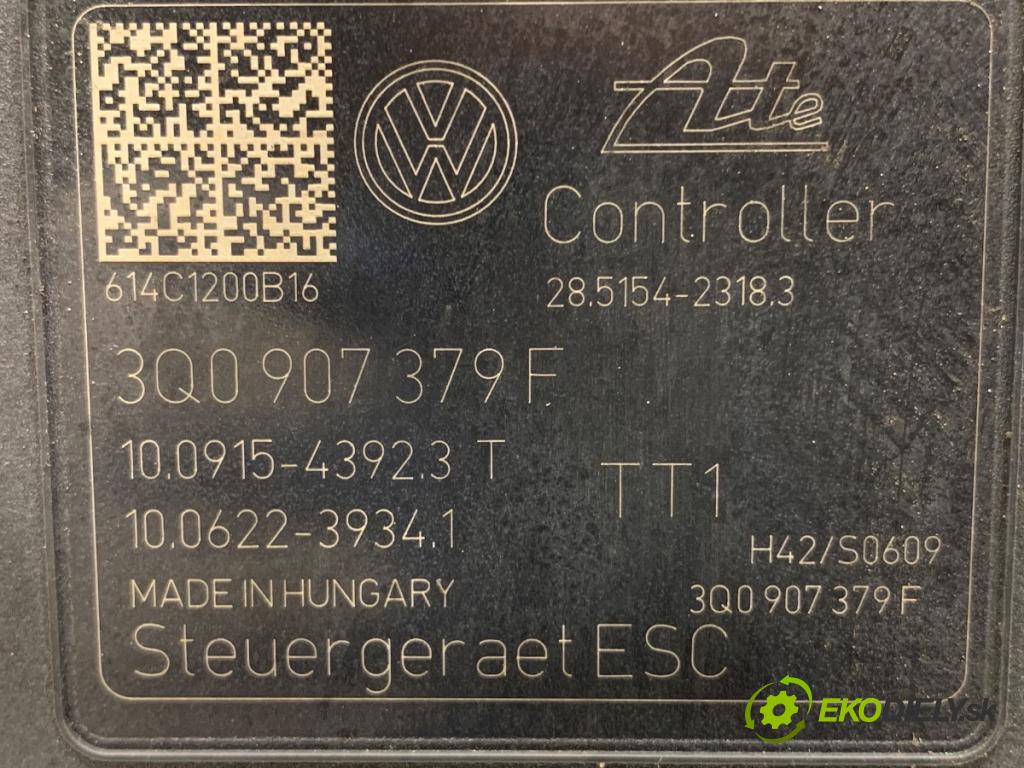 Ate
Controller
614C1200B16
28.5154-2318.3
3Q0 907 379 F
10.0915-4392.3 T
TT1
10.0622-3934.1
H42/S0609
MADE IN HUNGARY
3Q0 907 379 F
Steuergeraet ESC
EKODIELY.sk